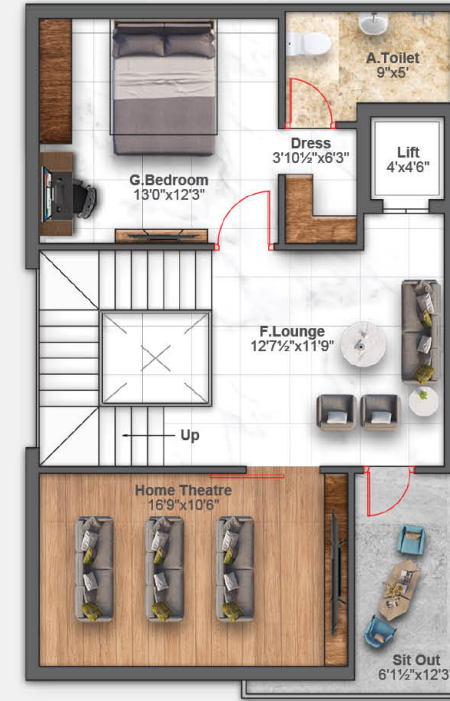 A.Toilet
9"x5'
Dress
3'10½"x6'3"
Lift
4'x4'6"
G.Bedroom
13'0"x12'3"
F.Lounge
12'7½"x11'9"
Up
Home Theatre
16'9"x10'6"
Sit Out
6'1½"x12'3"